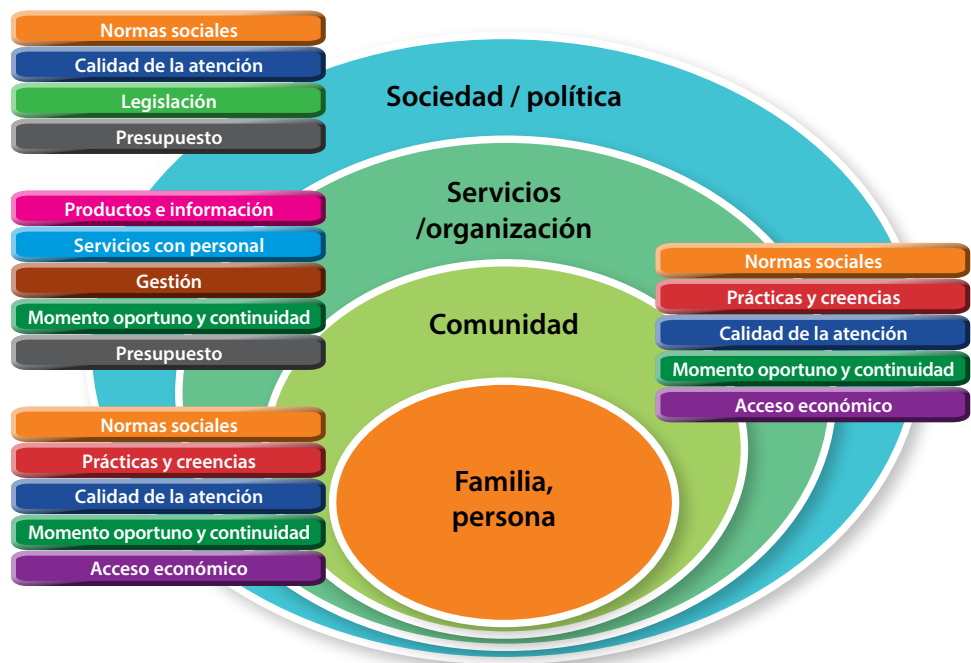 Normas sociales
Calidad de la atención
Legislación
Presupuesto
Sociedad / política
Productos e información
Servicios con personal
Gestión
Momento oportuno y continuidad
Presupuesto
Servicios
/organización
Normas sociales
Prácticas y creencias
Calidad de la atención
Momento oportuno y continuidad
Acceso económico
Comunidad
Normas sociales
Prácticas y creencias
Calidad de la atención
Momento oportuno y continuidad
Acceso económico
Familia,
persona